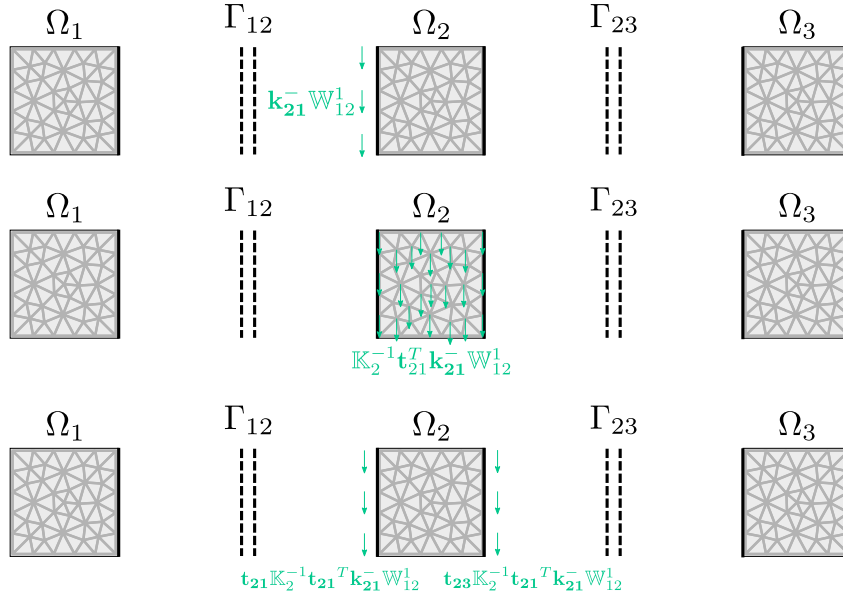 Ω₁ Γ₁₂ Ω₂ Γ₂₃ Ω₃
𝐤₂₁⁻ 𝕎₁₂¹
Ω₁ Γ₁₂ Ω₂ Γ₂₃ Ω₃
𝕂₂⁻¹ 𝐭₂₁ᵀ 𝐤₂₁⁻ 𝕎₁₂¹
Ω₁ Γ₁₂ Ω₂ Γ₂₃ Ω₃
𝐭₂₁ 𝕂₂⁻¹ 𝐭₂₁ᵀ 𝐤₂₁⁻ 𝕎₁₂¹ 𝐭₂₃ 𝕂₂⁻¹ 𝐭₂₁ᵀ 𝐤₂₁⁻ 𝕎₁₂¹